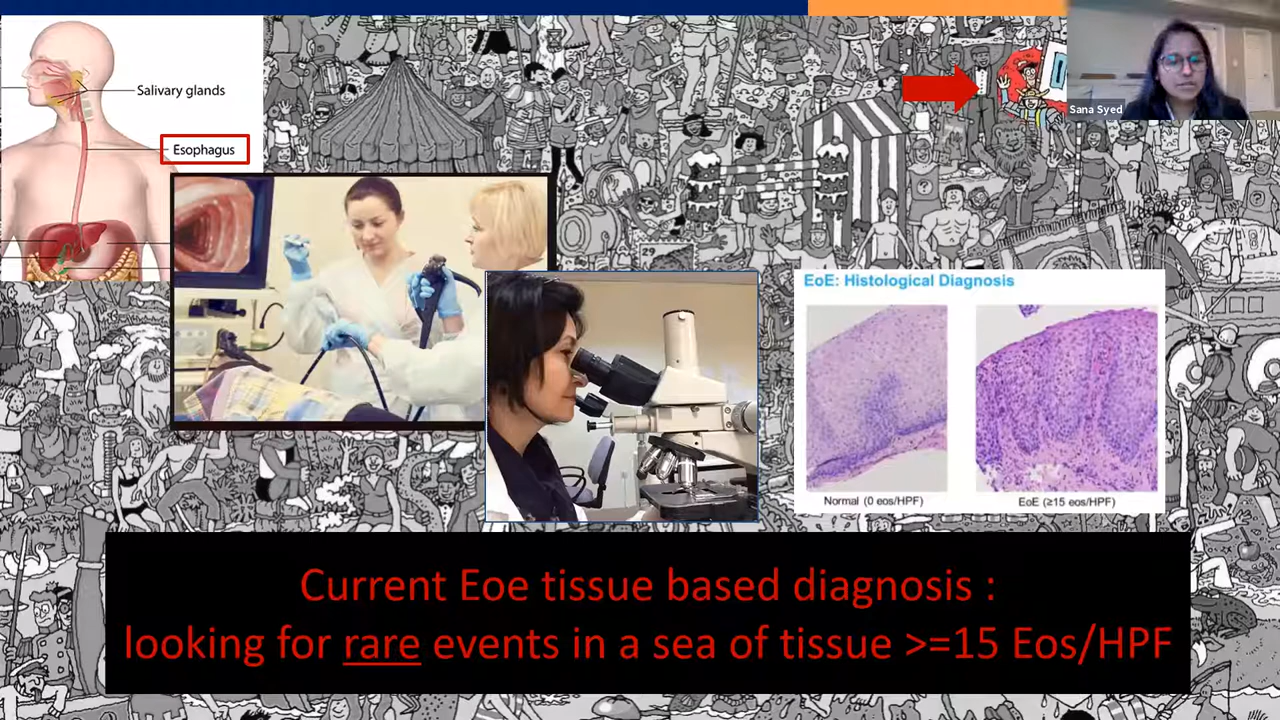 Salivary glands
Esophagus
Sana Syed
29
EoE: Histological Diagnosis
Normal (0 eos/HPF)
EoE (≥15 eos/HPF)
Current Eoe tissue based diagnosis :
looking for rare events in a sea of tissue >=15 Eos/HPF